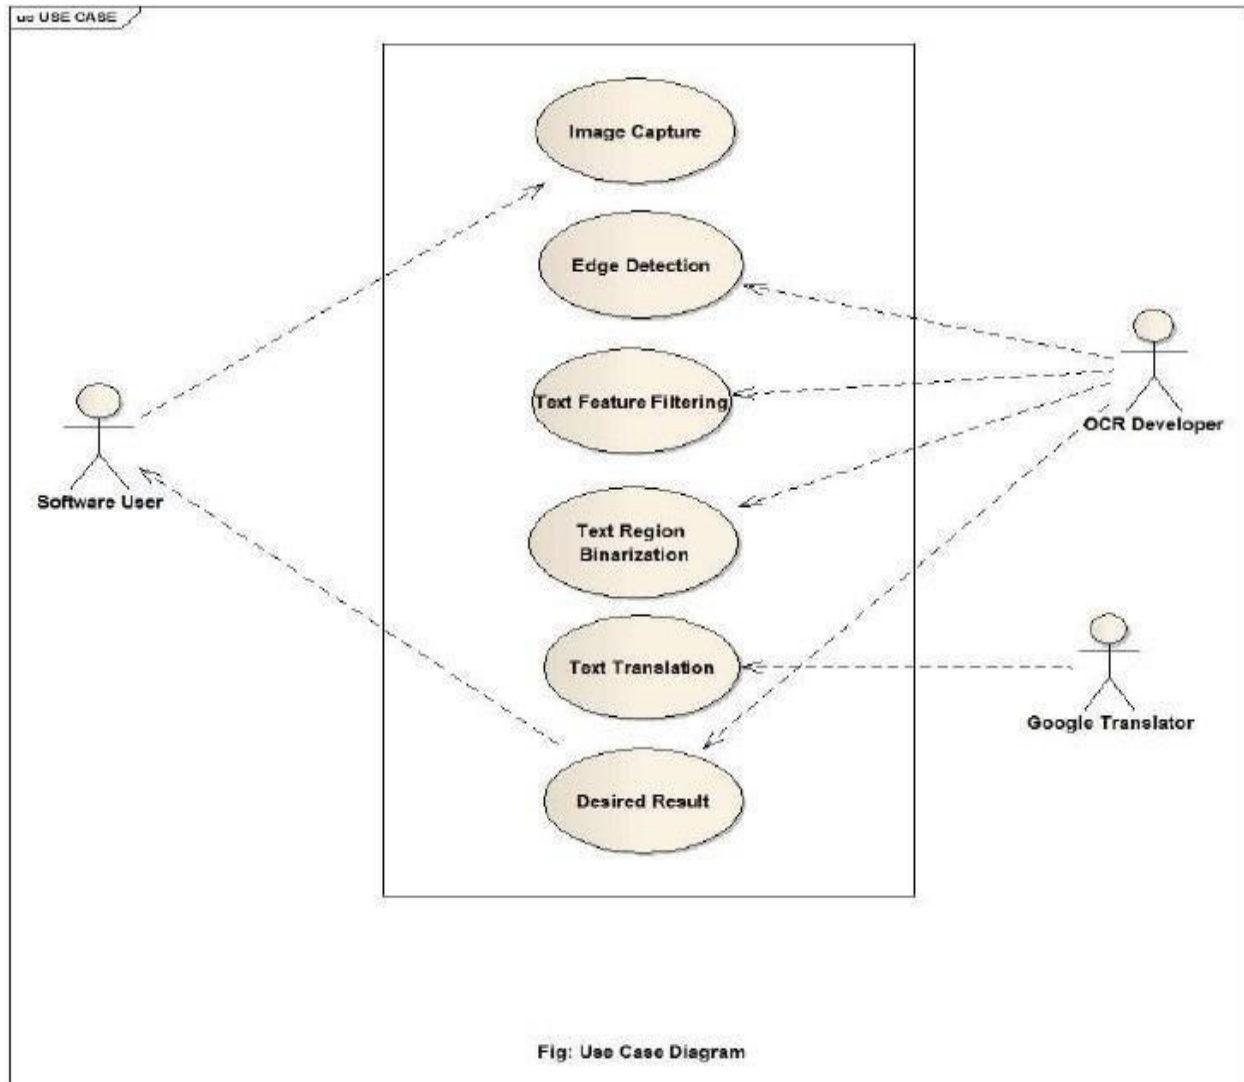 uc USE CASE
Image Capture
Edge Detection
Text Feature Filtering
OCR Developer
Software User
Text Region
Binarization
Text Translation
Google Translator
Desired Result
Fig: Use Case Diagram